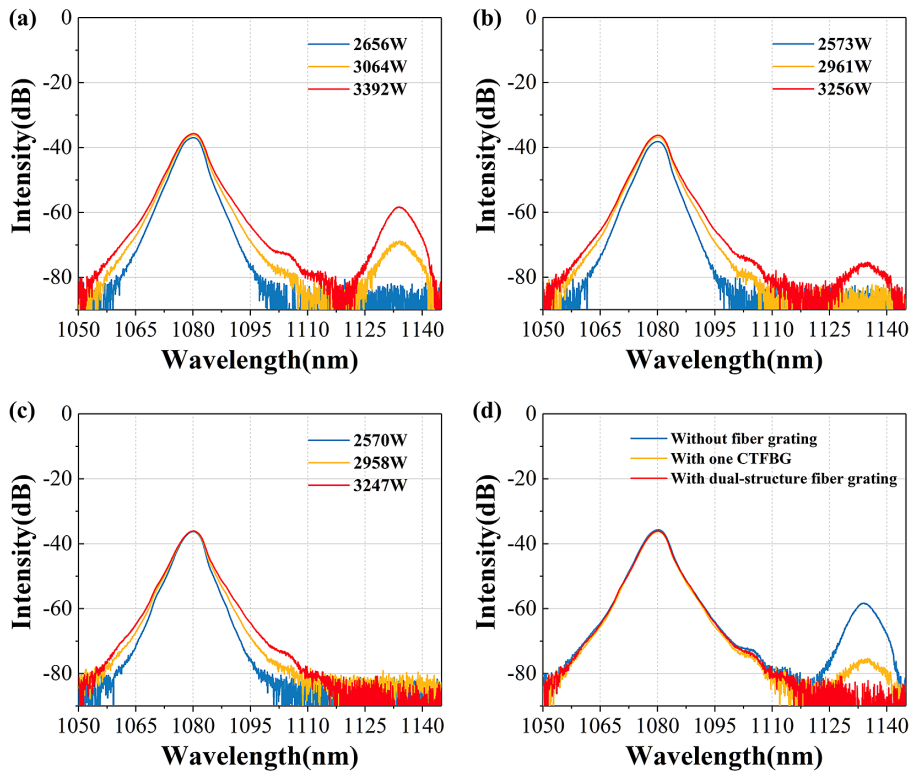 (a)
0
-20
-40
-60
-80
Intensity(dB)
2656W
3064W
3392W
1050 1065 1080 1095 1110 1125 1140
Wavelength(nm)
(b)
0
-20
-40
-60
-80
Intensity(dB)
2573W
2961W
3256W
1050 1065 1080 1095 1110 1125 1140
Wavelength(nm)
(c)
0
-20
-40
-60
-80
Intensity(dB)
2570W
2958W
3247W
1050 1065 1080 1095 1110 1125 1140
Wavelength(nm)
(d)
0
-20
-40
-60
-80
Intensity(dB)
Without fiber grating
With one CTFBG
With dual-structure fiber grating
1050 1065 1080 1095 1110 1125 1140
Wavelength(nm)